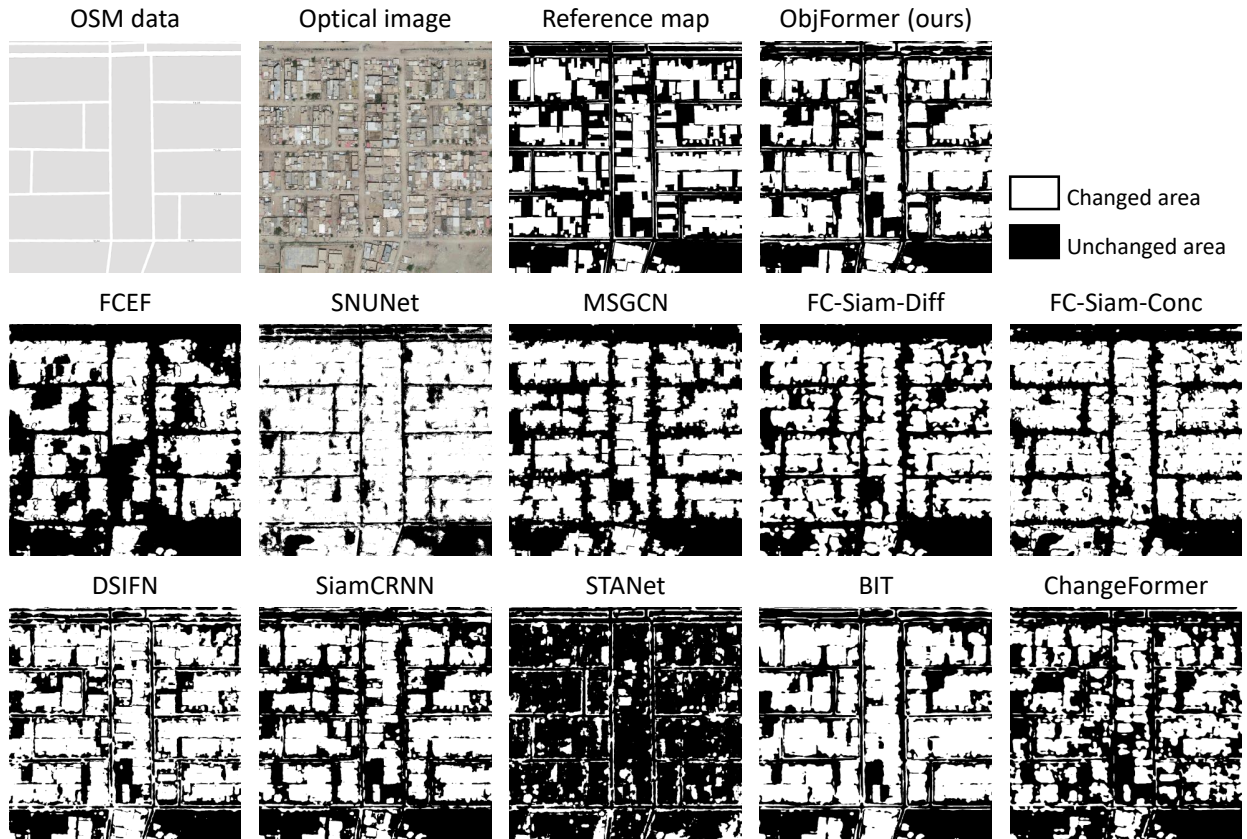 OSM data
Optical image
Reference map
ObjFormer (ours)
Changed area
Unchanged area
FCEF
SNUNet
MSGCN
FC-Siam-Diff
FC-Siam-Conc
DSIFN
SiamCRNN
STANet
BIT
ChangeFormer